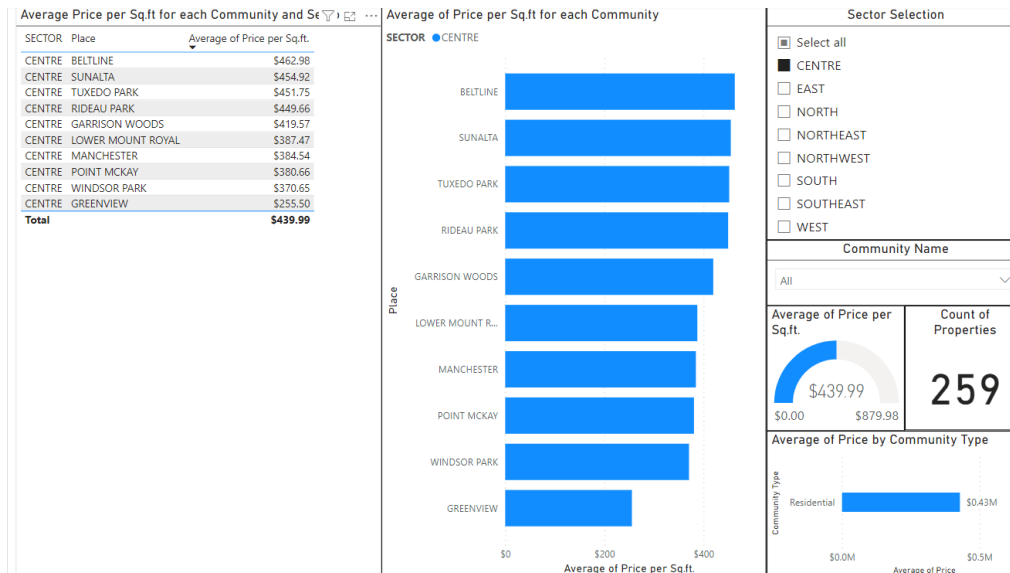 Average Price per Sq.ft for each Community and Se
SECTOR Place Average of Price per Sq.ft.
CENTRE BELTLINE $462.98
CENTRE SUNALTA $454.92
CENTRE TUXEDO PARK $451.75
CENTRE RIDEAU PARK $449.66
CENTRE GARRISON WOODS $419.57
CENTRE LOWER MOUNT ROYAL $387.47
CENTRE MANCHESTER $384.54
CENTRE POINT MCKAY $380.66
CENTRE WINDSOR PARK $370.65
CENTRE GREENVIEW $255.50
Total $439.99
Average of Price per Sq.ft for each Community
SECTOR CENTRE
Place
BELTLINE
SUNALTA
TUXEDO PARK
RIDEAU PARK
GARRISON WOODS
LOWER MOUNT R...
MANCHESTER
POINT MCKAY
WINDSOR PARK
GREENVIEW
$0 $200 $400
Average of Price per Sq.ft.
Sector Selection
Select all
CENTRE
EAST
NORTH
NORTHEAST
NORTHWEST
SOUTH
SOUTHEAST
WEST
Community Name
All
Average of Price per
Sq.ft.
$439.99
$0.00 $879.98
Count of
Properties
259
Average of Price by Community Type
Community Type
Residential $0.43M
$0.0M $0.5M
Average of Price